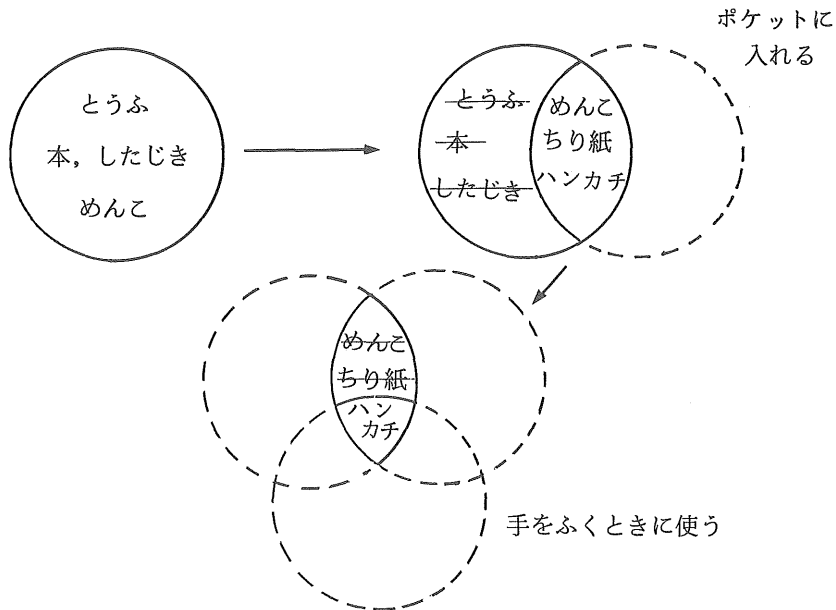 とうふ
本，したじき
めんこ
ポケットに
入れる
とうふ
本
したじき
めんこ
ちり紙
ハンカチ
めんこ
ちり紙
ハン
カチ
手をふくときに使う